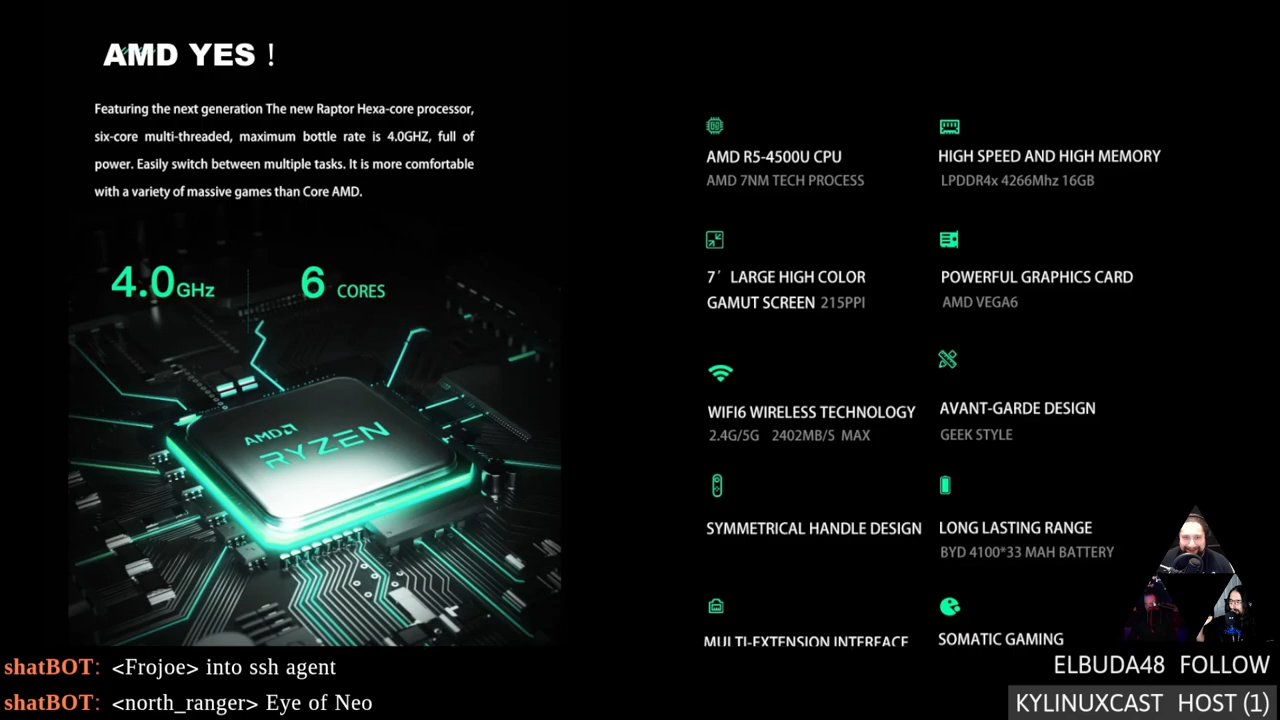 AMD YES !
Featuring the next generation The new Raptor Hexa-core processor,
six-core multi-threaded, maximum bottle rate is 4.0GHZ, full of
power. Easily switch between multiple tasks. It is more comfortable
with a variety of massive games than Core AMD.
4.0GHz
6 CORES
AMD
RYZEN
AMD R5-4500U CPU
AMD 7NM TECH PROCESS
HIGH SPEED AND HIGH MEMORY
LPDDR4x 4266Mhz 16GB
7′ LARGE HIGH COLOR
GAMUT SCREEN 215PPI
POWERFUL GRAPHICS CARD
AMD VEGA6
WIFI6 WIRELESS TECHNOLOGY
2.4G/5G 2402MB/S MAX
AVANT-GARDE DESIGN
GEEK STYLE
SYMMETRICAL HANDLE DESIGN
LONG LASTING RANGE
BYD 4100*33 MAH BATTERY
MULTI-EXTENSION INTERFACE
SOMATIC GAMING
shatBOT: <Frojoe> into ssh agent
shatBOT: <north_ranger> Eye of Neo
ELBUDA48 FOLLOW
KYLINUXCAST HOST (1)